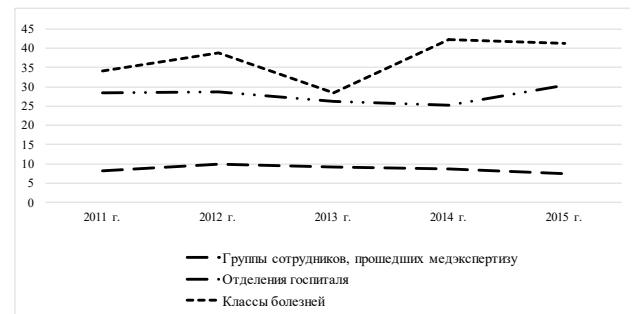 45
40
35
30
25
20
15
10
5
0
2011 г. 2012 г. 2013 г. 2014 г. 2015 г.
Группы сотрудников, прошедших медэкспертизу
Отделения госпиталя
Классы болезней